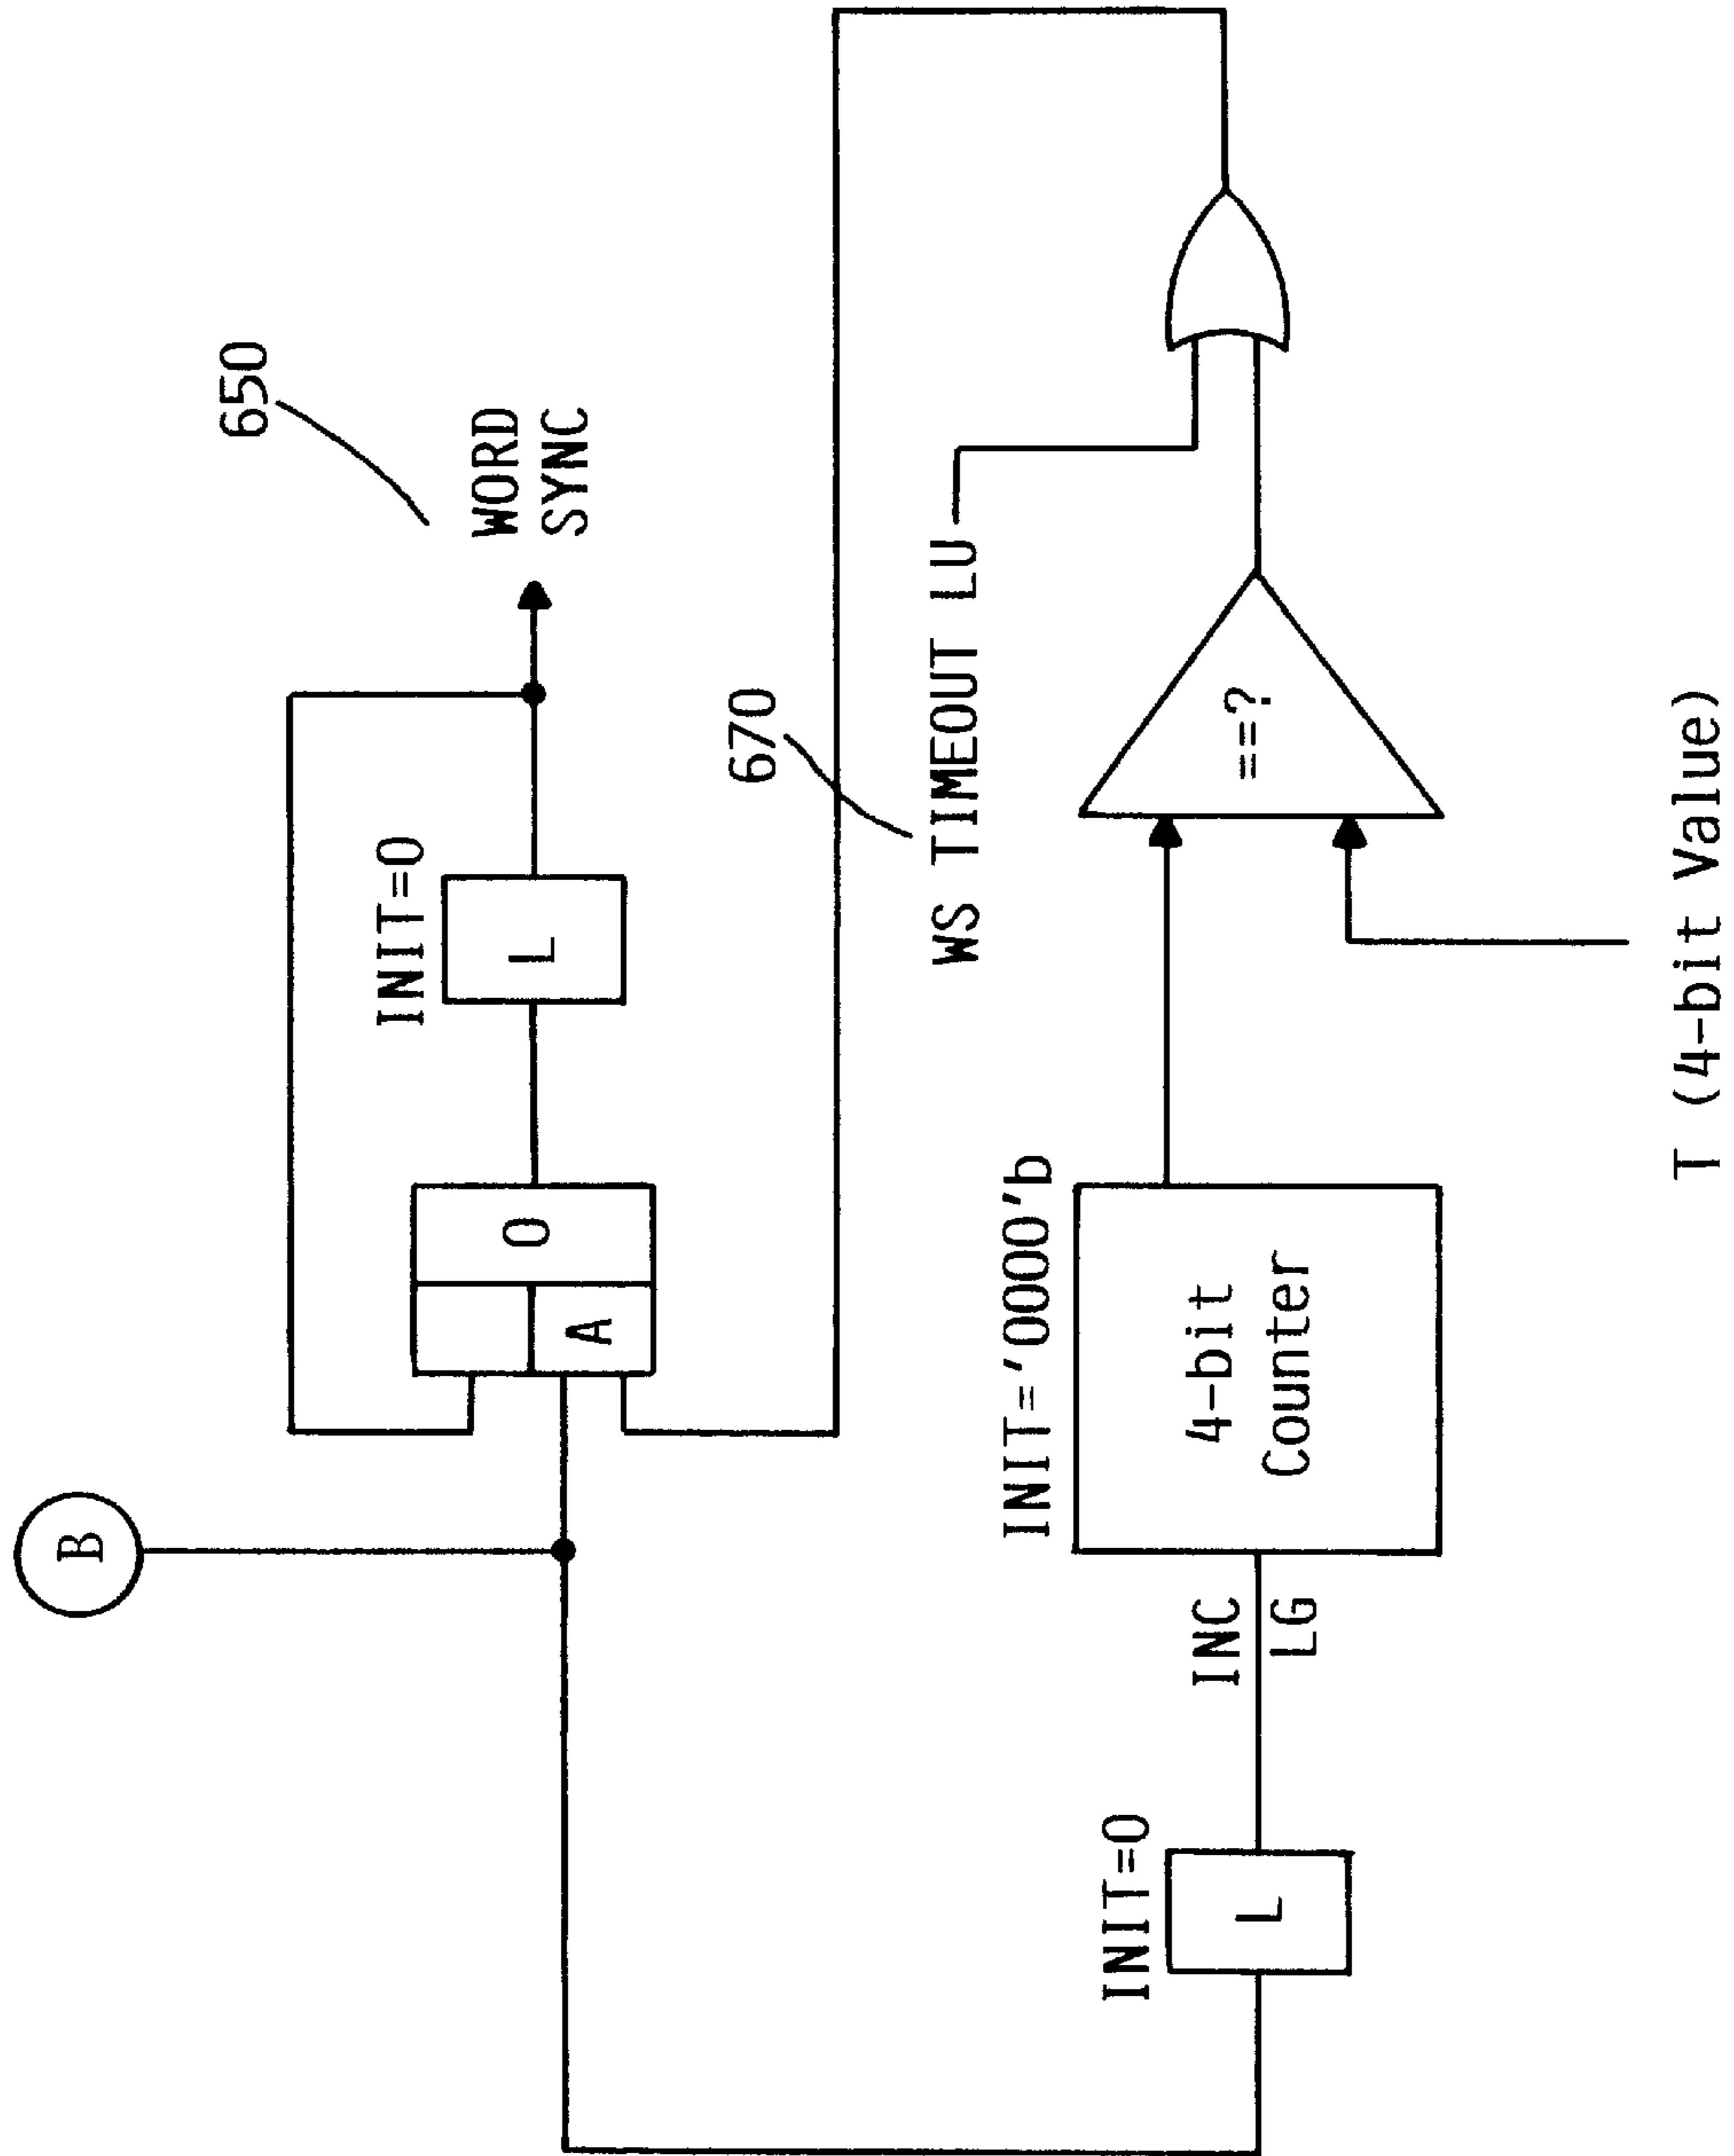 B
650
WORD
SYNC
INIT=0
L
O
A
670
WS TIMEOUT LU
INIT='0000'b
4-bit
Counter
INC
LG
INIT=0
L
==?
T (4-bit Value)